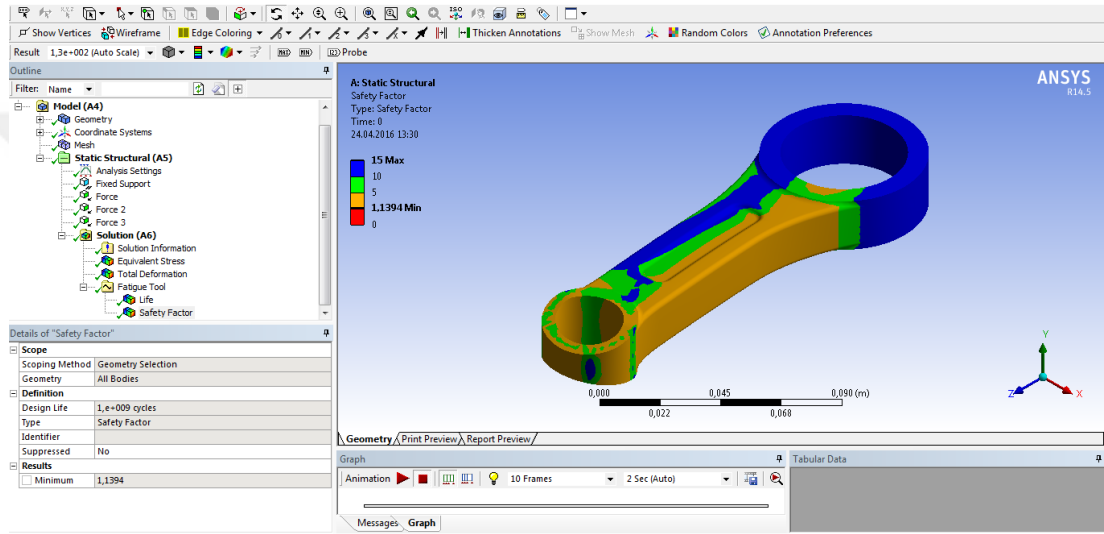 ISO
Show Vertices Wireframe Edge Coloring Thicken Annotations Show Mesh Random Colors Annotation Preferences
Result 1,3e+002 (Auto Scale) MAX MIN Probe
Outline
Filter: Name
Model (A4)
Geometry
Coordinate Systems
Mesh
Static Structural (A5)
Analysis Settings
Fixed Support
Force
Force 2
Force 3
Solution (A6)
Solution Information
Equivalent Stress
Total Deformation
Fatigue Tool
Life
Safety Factor
Details of "Safety Factor"
Scope
Scoping Method Geometry Selection
Geometry All Bodies
Definition
Design Life 1,e+009 cycles
Type Safety Factor
Identifier
Suppressed No
Results
Minimum 1,1394
A: Static Structural
Safety Factor
Type: Safety Factor
Time: 0
24.04.2016 13:30
15 Max
10
5
1,1394 Min
0
ANSYS
R14.5
0,000 0,045 0,090 (m)
0,022 0,068
Y
Z X
Geometry Print Preview Report Preview
Graph
Animation 10 Frames 2 Sec (Auto)
Messages Graph
Tabular Data